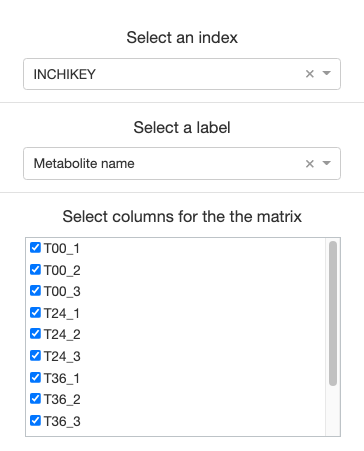 Select an index
INCHIKEY
Select a label
Metabolite name
Select columns for the the matrix
T00_1
T00_2
T00_3
T24_1
T24_2
T24_3
T36_1
T36_2
T36_3